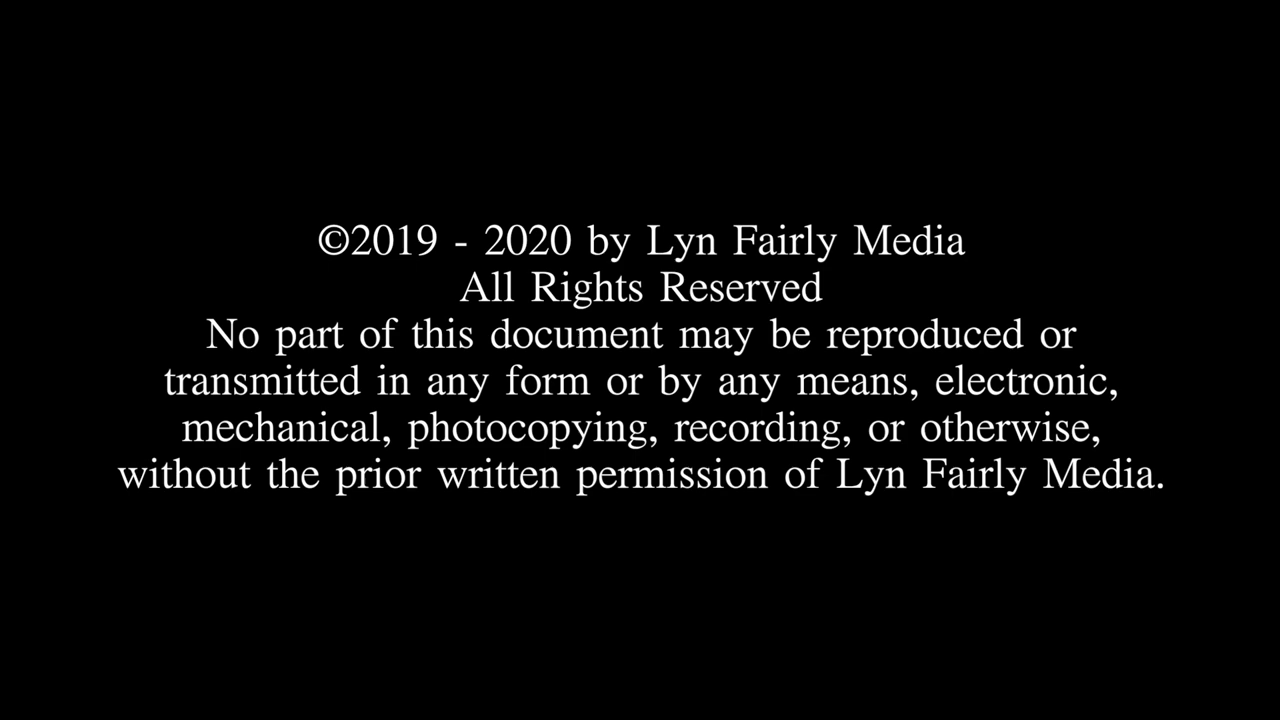 ©2019 - 2020 by Lyn Fairly Media
All Rights Reserved
No part of this document may be reproduced or
transmitted in any form or by any means, electronic,
mechanical, photocopying, recording, or otherwise,
without the prior written permission of Lyn Fairly Media.